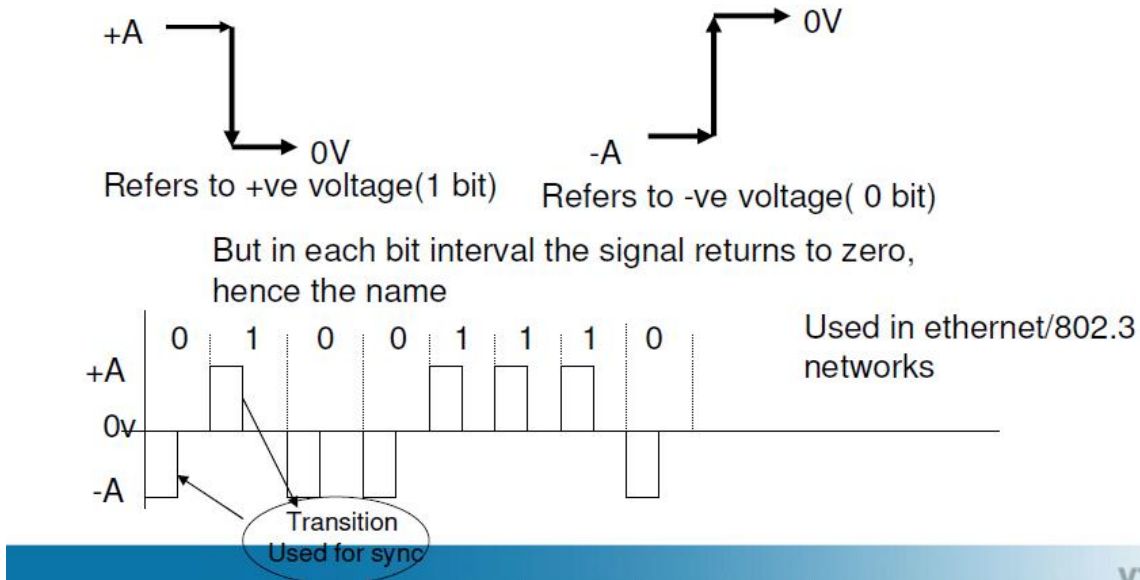 +A
0V
0V
-A
Refers to +ve voltage(1 bit)
Refers to -ve voltage( 0 bit)
But in each bit interval the signal returns to zero,
hence the name
0 1 0 0 1 1 1 0
Used in ethernet/802.3
networks
+A
0v
-A
Transition
Used for sync